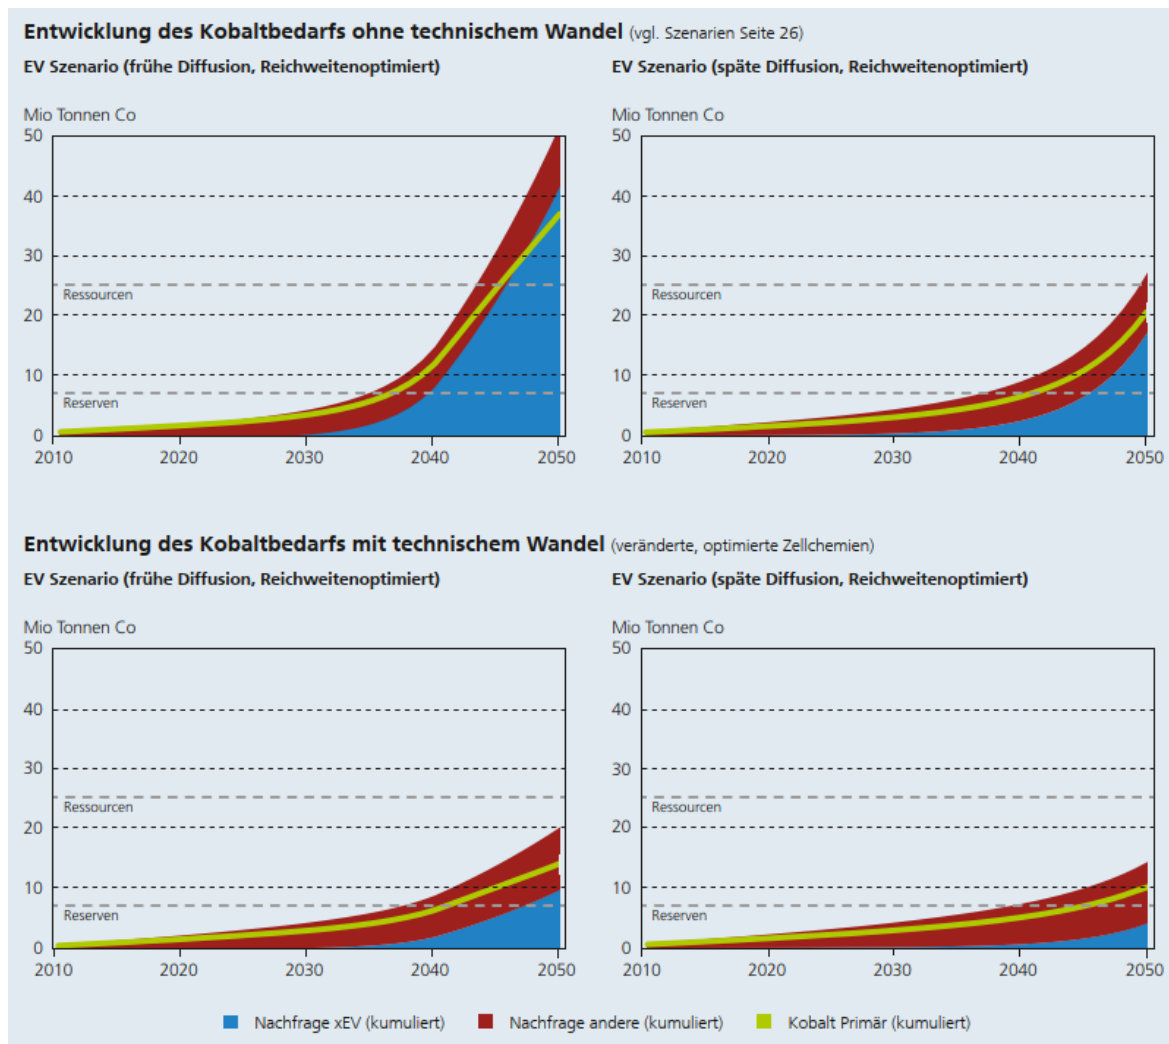 Entwicklung des Kobaltbedarfs ohne technischem Wandel (vgl. Szenarien Seite 26)
EV Szenario (frühe Diffusion, Reichweitenoptimiert)
Mio Tonnen Co
50
40
30
Ressourcen
20
10
Reserven
0
2010 2020 2030 2040 2050
EV Szenario (späte Diffusion, Reichweitenoptimiert)
Mio Tonnen Co
50
40
30
Ressourcen
20
10
Reserven
0
2010 2020 2030 2040 2050
Entwicklung des Kobaltbedarfs mit technischem Wandel (veränderte, optimierte Zellchemien)
EV Szenario (frühe Diffusion, Reichweitenoptimiert)
Mio Tonnen Co
50
40
30
Ressourcen
20
10
Reserven
0
2010 2020 2030 2040 2050
EV Szenario (späte Diffusion, Reichweitenoptimiert)
Mio Tonnen Co
50
40
30
Ressourcen
20
10
Reserven
0
2010 2020 2030 2040 2050
Nachfrage xEV (kumuliert) Nachfrage andere (kumuliert) Kobalt Primär (kumuliert)